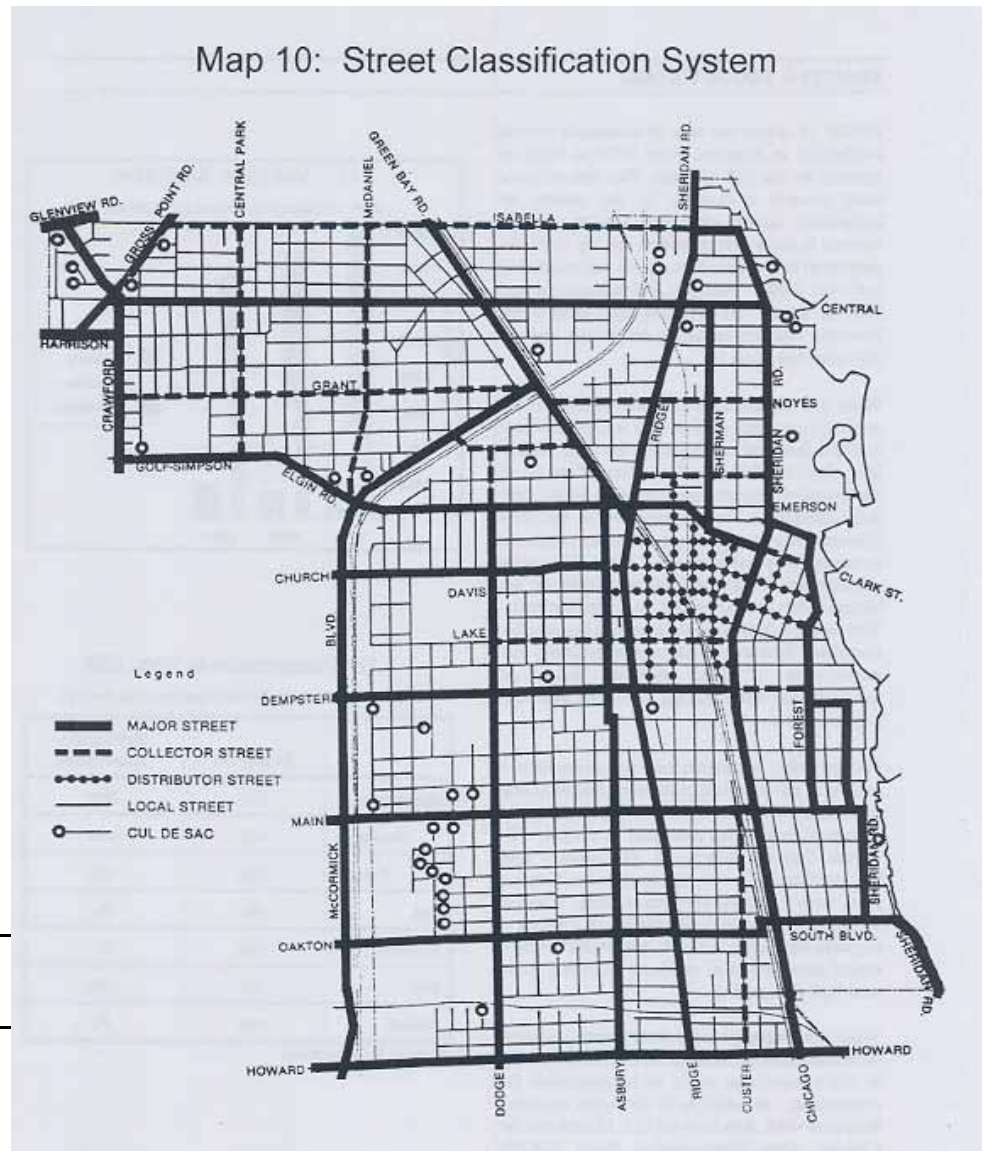 Map 10: Street Classification System
GLENVIEW RD.
GROSS POINT RD.
CENTRAL PARK
McDANIEL
GREEN BAY RD.
SHERIDAN RD.
ISABELLA
CENTRAL
HARRISON
CRAWFORD
GRANT
NOYES
RIDGE
SHERMAN
SHERIDAN RD.
GOLF-SIMPSON
ELGIN RD.
EMERSON
CHURCH
DAVIS
CLARK ST.
BLVD
LAKE
Legend
DEMPSTER
MAJOR STREET
COLLECTOR STREET
DISTRIBUTOR STREET
LOCAL STREET
CUL DE SAC
FOREST
MAIN
McCORMICK
SHERIDAN RD.
OAKTON
SOUTH BLVD.
SHERIDAN RD.
HOWARD
HOWARD
DODGE
ASBURY
RIDGE
CUSTER
CHICAGO